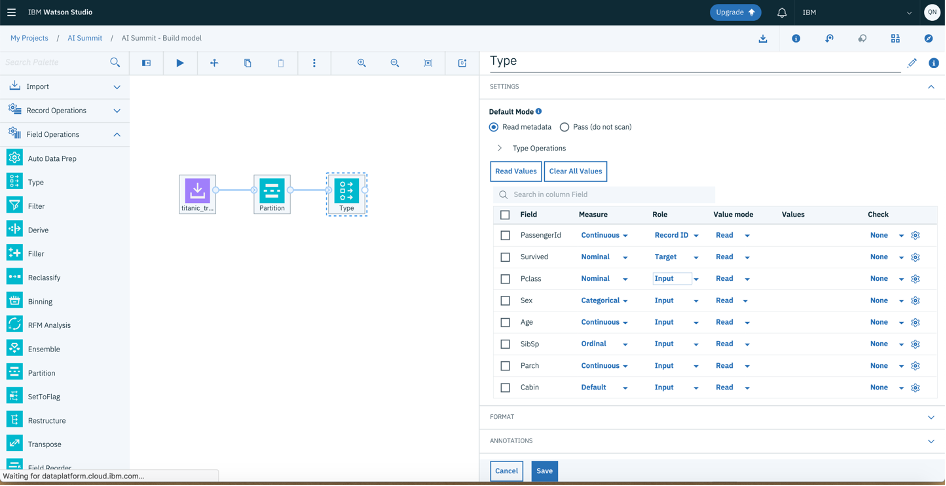 IBM Watson Studio
Upgrade
IBM
QN
My Projects / AI Summit / AI Summit - Build model
Search Palette
Import
Record Operations
Field Operations
Auto Data Prep
Type
Filter
Derive
Filler
Reclassify
Binning
RFM Analysis
Ensemble
Partition
SetToFlag
Restructure
Transpose
Field Reorder
Waiting for dataplatform.cloud.ibm.com...
titanic_tr...
Partition
Type
Type
SETTINGS
Default Mode
Read metadata Pass (do not scan)
Type Operations
Read Values Clear All Values
Search in column Field
Field Measure Role Value mode Values Check
PassengerId Continuous Record ID Read None
Survived Nominal Target Read None
Pclass Nominal Input Read None
Sex Categorical Input Read None
Age Continuous Input Read None
SibSp Ordinal Input Read None
Parch Continuous Input Read None
Cabin Default Input Read None
FORMAT
ANNOTATIONS
Cancel Save